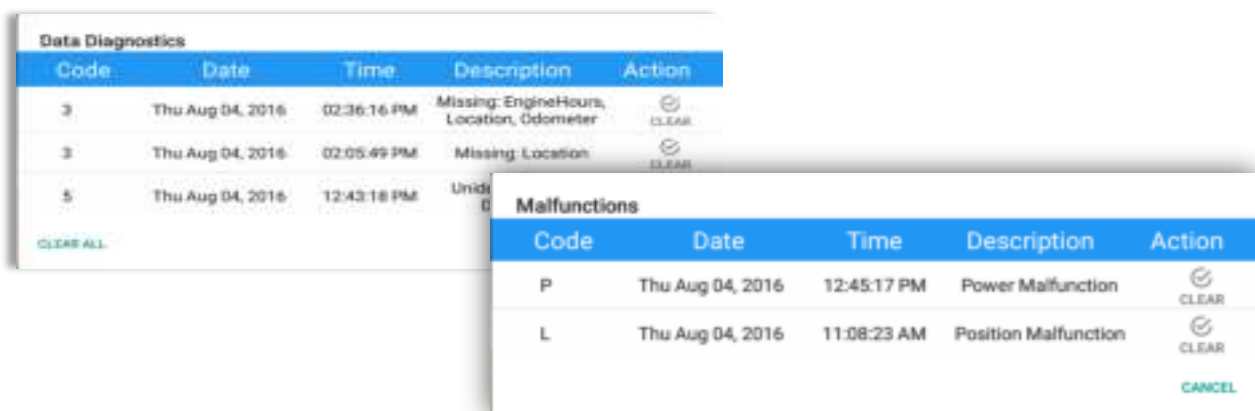 Data Diagnostics
Code Date Time Description Action
3 Thu Aug 04, 2016 02:36:16 PM Missing: EngineHours, Location, Odometer CLEAR
3 Thu Aug 04, 2016 02:05:49 PM Missing: Location CLEAR
5 Thu Aug 04, 2016 12:43:18 PM
CLEAR ALL
Malfunctions
Code Date Time Description Action
P Thu Aug 04, 2016 12:45:17 PM Power Malfunction CLEAR
L Thu Aug 04, 2016 11:08:23 AM Position Malfunction CLEAR
CANCEL